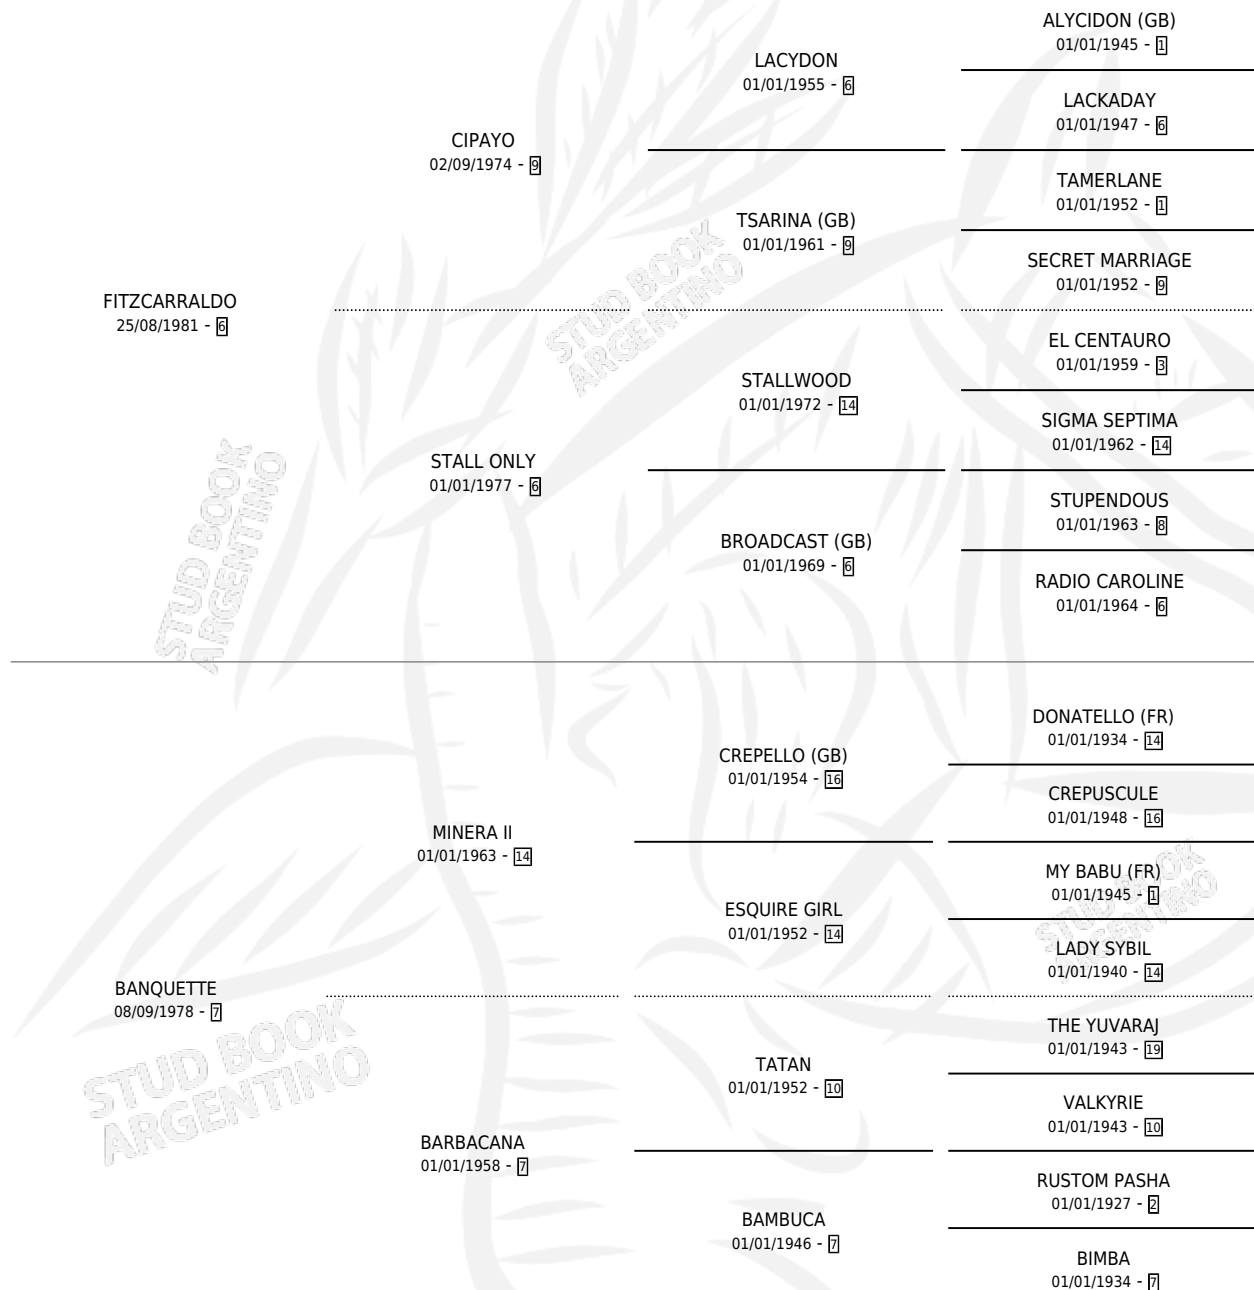 ALYCIDON (GB)
01/01/1945 - 1
LACYDON
01/01/1955 - 6
LACKADAY
01/01/1947 - 6
CIPAYO
02/09/1974 - 9
TAMERLANE
01/01/1952 - 1
TSARINA (GB)
01/01/1961 - 9
SECRET MARRIAGE
01/01/1952 - 9
FITZCARRALDO
25/08/1981 - 6
EL CENTAURO
01/01/1959 - 3
STALLWOOD
01/01/1972 - 14
SIGMA SEPTIMA
01/01/1962 - 14
STALL ONLY
01/01/1977 - 6
STUPENDOUS
01/01/1963 - 8
BROADCAST (GB)
01/01/1969 - 6
RADIO CAROLINE
01/01/1964 - 6
STUD BOOK
ARGENTINO
STUD BOOK
ARGENTINO
DONATELLO (FR)
01/01/1934 - 14
CREPELLO (GB)
01/01/1954 - 16
CREPUSCULE
01/01/1948 - 16
MINERA II
01/01/1963 - 14
MY BABU (FR)
01/01/1945 - 1
ESQUIRE GIRL
01/01/1952 - 14
LADY SYBIL
01/01/1940 - 14
BANQUETTE
08/09/1978 - 7
THE YUVARAJ
01/01/1943 - 19
TATAN
01/01/1952 - 10
VALKYRIE
01/01/1943 - 10
BARBACANA
01/01/1958 - 7
RUSTOM PASHA
01/01/1927 - 2
BAMBUCA
01/01/1946 - 7
BIMBA
01/01/1934 - 7
STUD BOOK
ARGENTINO
STUD BOOK
ARGENTINO